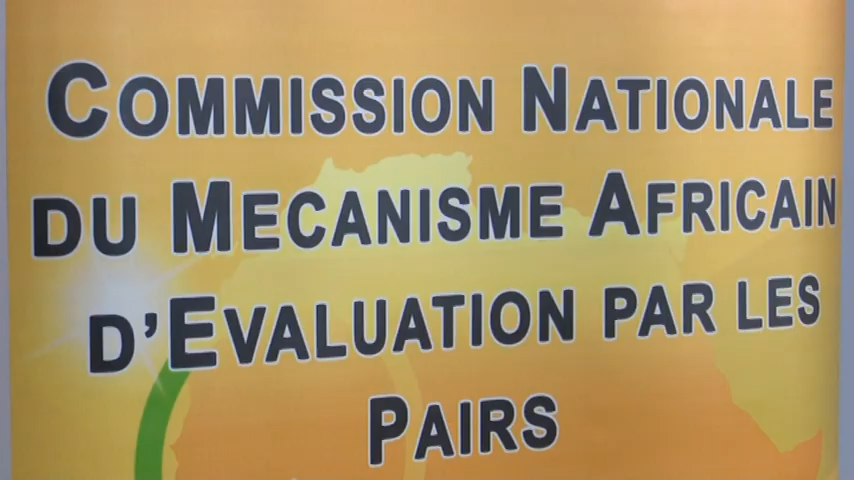 COMMISSION NATIONALE
DU MECANISME AFRICAIN
D'EVALUATION PAR LES
PAIRS